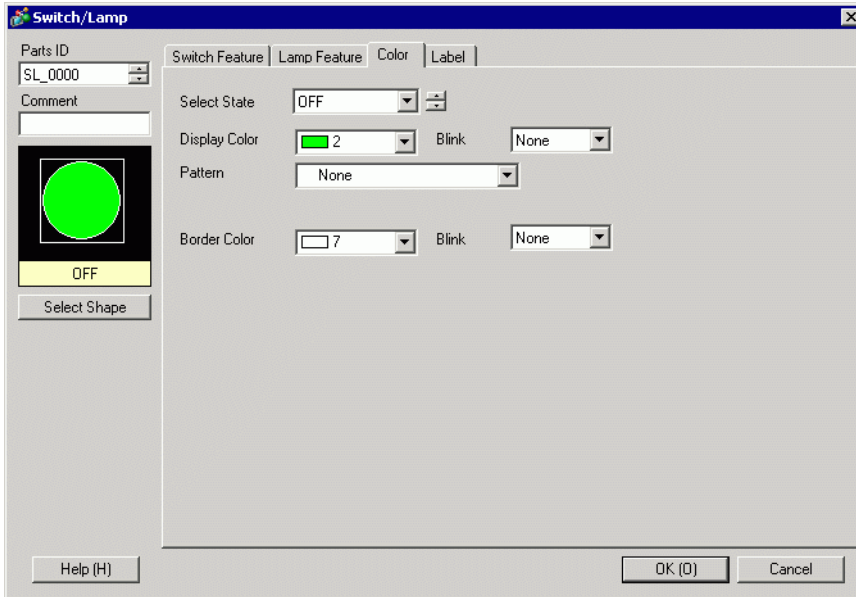 Switch/Lamp
Parts ID
SL_0000
Comment
OFF
Select Shape
Switch Feature Lamp Feature Color Label
Select State OFF
Display Color 2 Blink None
Pattern None
Border Color 7 Blink None
Help (H) OK (O) Cancel